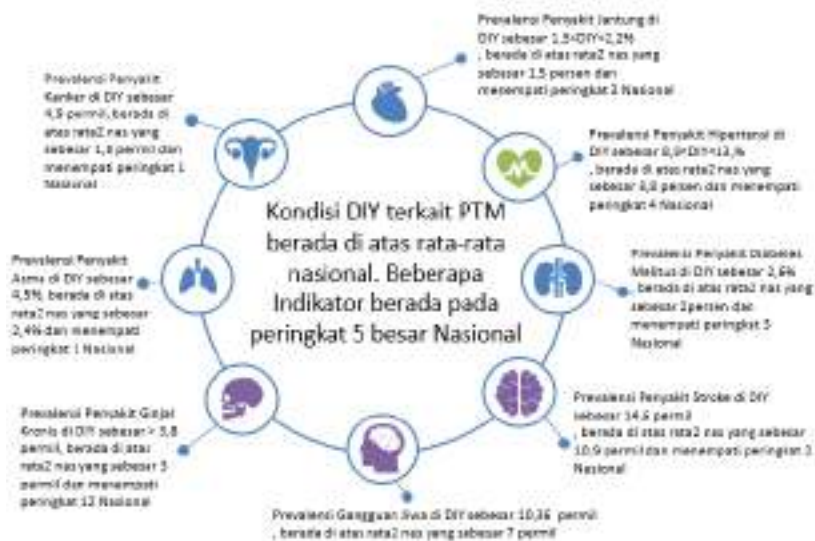 Prevalensi Penyakit Jantung di
DIY sebesar 1,5<DIY<2,2%
, berada di atas rata2 nas yang
sebesar 1,5 persen dan
menempati peringkat Nasional
Prevalensi Penyakit Hipertensi di
DIY sebesar
, berada di atas rata2 nas yang
sebesar 8,8 persen dan menempati
peringkat 4 Nasional
Prevalensi Penyakit Diabetes
Melitus di DIY sebesar 2,6%
, berada di atas rata2 nas yang
sebesar 2persen dan
menempati peringkat 3
Nasional
Prevalensi Penyakit Stroke di DIY
sebesar 14,6 permil
, berada di atas rata2 nas yang sebesar
10,9 permil dan menempati peringkat
Nasional
Prevalensi Gangguan Jiwa di DIY sebesar 10,36 permil
, berada di atas rata2 nas yang sebesar 7 permil
Prevalensi Penyakit Ginjal
Kronis di DIY sebesar > 3,8
permil, berada di atas
rata2 nas yang sebesar 3
permil dan menempati
peringkat 12 Nasional
Prevalensi Penyakit
Asma di DIY sebesar
4,5%, berada di atas
rata2 nas yang sebesar
2,4% dan menempati
peringkat 1 Nasional
Prevalensi Penyakit
Kanker di DIY sebesar
4,9 permil, berada di
atas rata2 nas yang
sebesar 1,8 permil dan
menempati peringkat 1
Nasional
Kondisi DIY terkait PTM
berada di atas rata-rata
nasional. Beberapa
Indikator berada pada
peringkat 5 besar Nasional